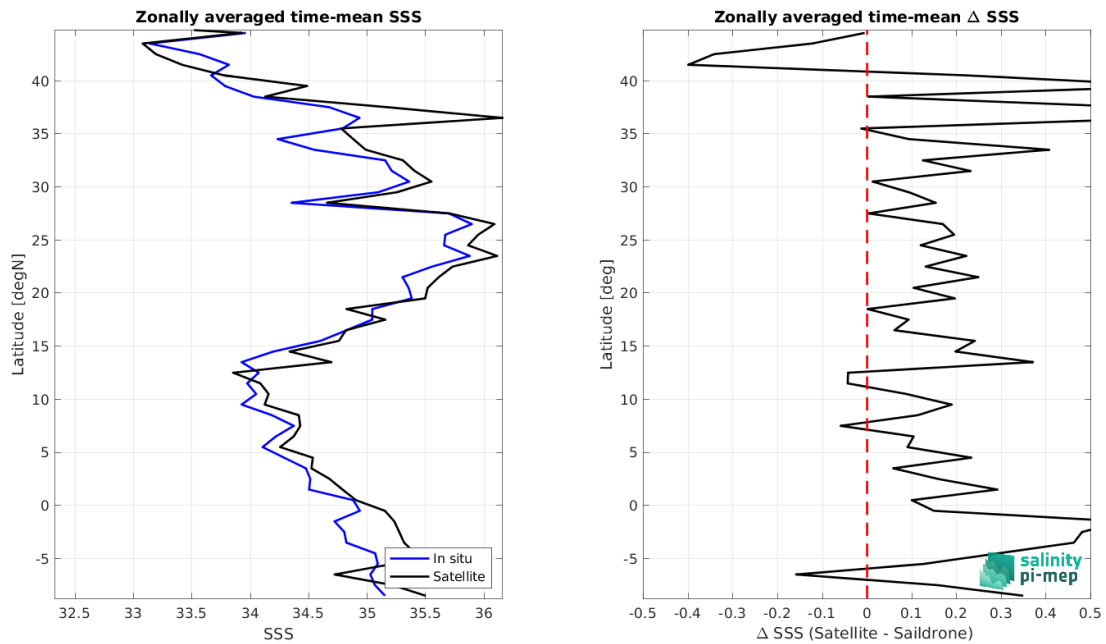 Zonally averaged time-mean SSS
Latitude [degN]
40
35
30
25
20
15
10
5
0
-5
32.5 33 33.5 34 34.5 35 35.5 36
SSS
In situ
Satellite
Zonally averaged time-mean Δ SSS
Latitude [deg]
40
35
30
25
20
15
10
5
0
-5
-0.5 -0.4 -0.3 -0.2 -0.1 0 0.1 0.2 0.3 0.4 0.5
Δ SSS (Satellite - Saildrone)
salinity
pi-mep